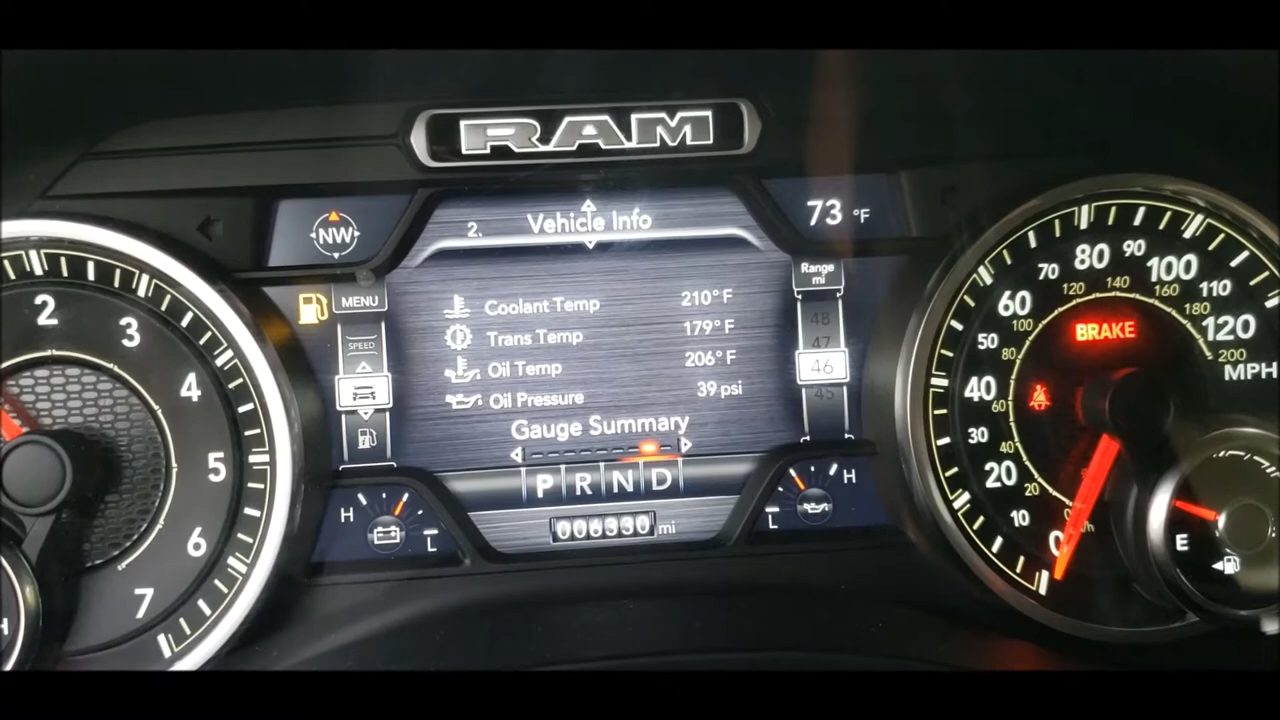 RAM
NW
2. Vehicle Info
73 °F
MENU
SPEED
Range
mi
48
47
46
45
Coolant Temp 210°F
Trans Temp 179°F
Oil Temp 206°F
Oil Pressure 39 psi
Gauge Summary
P R N D
006330 mi
H
L
H
L
2
3
4
5
6
7
H
0
10
20
30
40
50
60
70
80
90
100
110
120
MPH
20
40
60
80
100
120
140
160
180
200
BRAKE
E